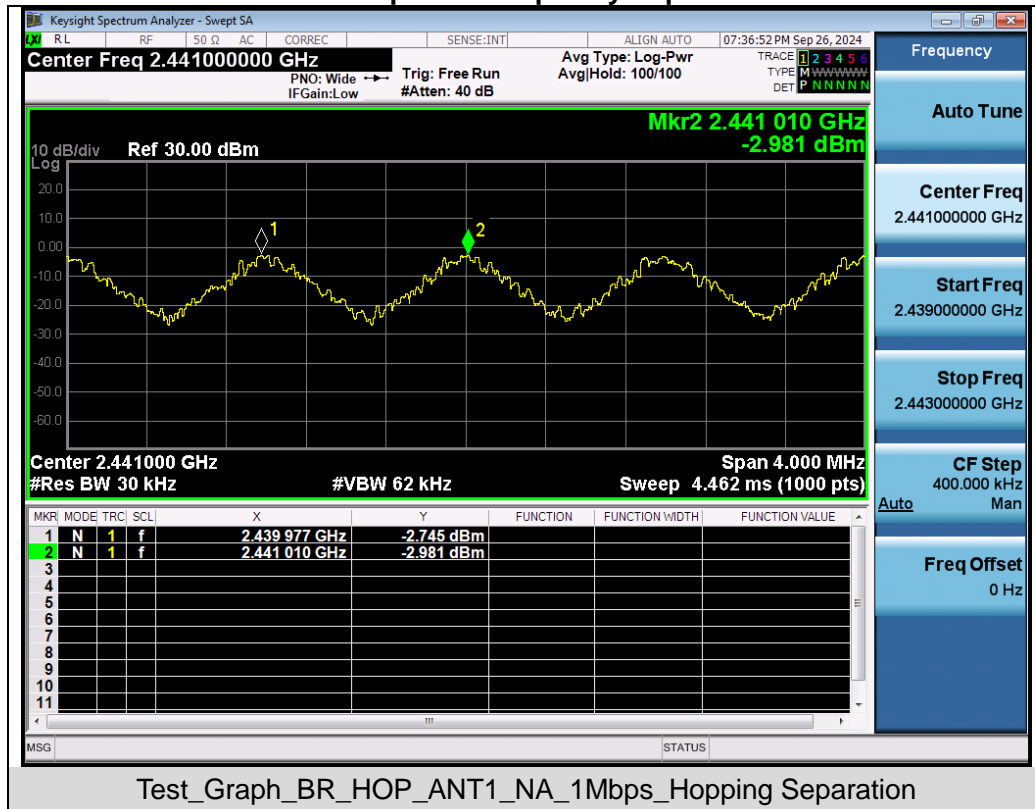 Keysight Spectrum Analyzer - Swept SA
LXI RL RF 50 Ω AC CORREC SENSE:INT ALIGN AUTO 07:36:52 PM Sep 26, 2024
Center Freq 2.441000000 GHz Avg Type: Log-Pwr TRACE 1 2 3 4 5 6
PNO: Wide Trig: Free Run Avg|Hold: 100/100 TYPE M WWWWW
IFGain:Low #Atten: 40 dB DET P N N N N N
Mkr2 2.441 010 GHz
-2.981 dBm
10 dB/div Ref 30.00 dBm
Log
20.0
10.0
0.00
-10.0
-20.0
-30.0
-40.0
-50.0
-60.0
1
2
Center 2.441000 GHz Span 4.000 MHz
#Res BW 30 kHz #VBW 62 kHz Sweep 4.462 ms (1000 pts)
MKR MODE TRC SCL X Y FUNCTION FUNCTION WIDTH FUNCTION VALUE
1 N 1 f 2.439 977 GHz -2.745 dBm
2 N 1 f 2.441 010 GHz -2.981 dBm
3
4
5
6
7
8
9
10
11
MSG STATUS
Frequency
Auto Tune
Center Freq
2.441000000 GHz
Start Freq
2.439000000 GHz
Stop Freq
2.443000000 GHz
CF Step
400.000 kHz
Auto Man
Freq Offset
0 Hz
Test_Graph_BR_HOP_ANT1_NA_1Mbps_Hopping Separation